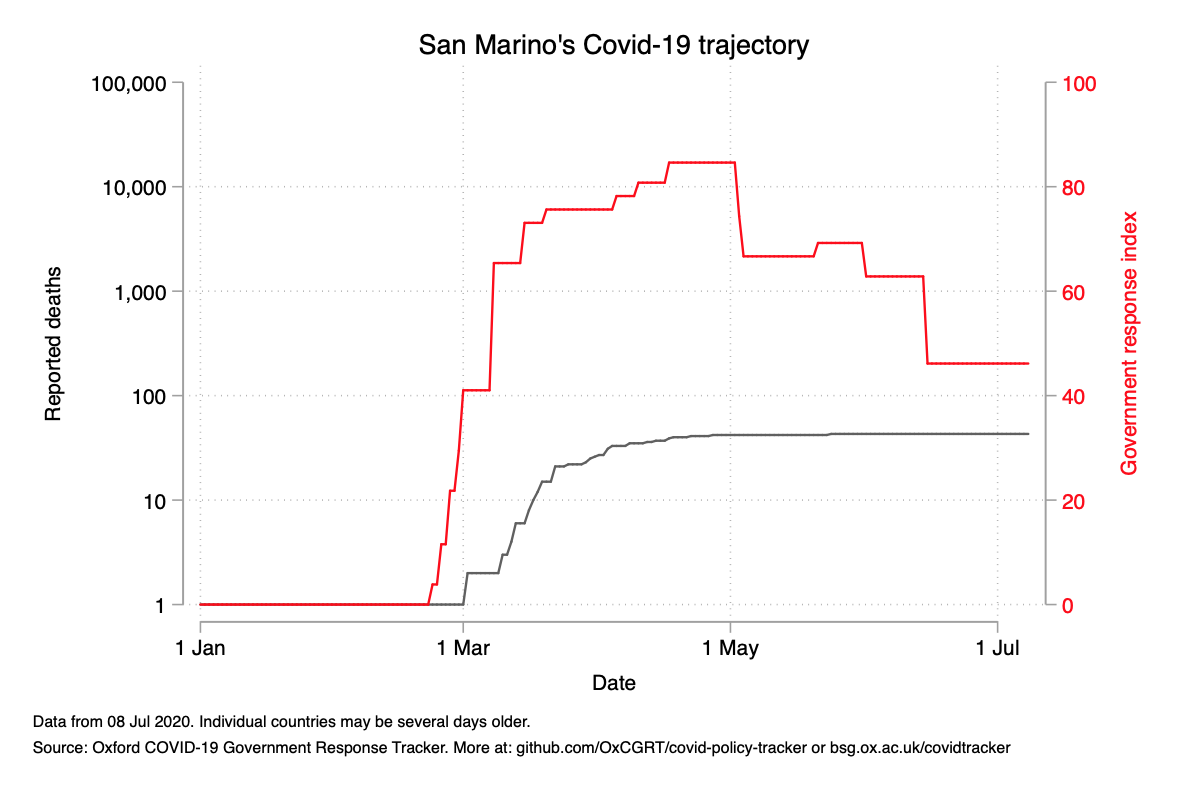 San Marino's Covid-19 trajectory
100,000
10,000
1,000
100
10
1
Reported deaths
100
80
60
40
20
0
Government response index
1 Jan
1 Mar
1 May
1 Jul
Date
Data from 08 Jul 2020. Individual countries may be several days older.
Source: Oxford COVID-19 Government Response Tracker. More at: github.com/OxCGRT/covid-policy-tracker or bsg.ox.ac.uk/covidtracker